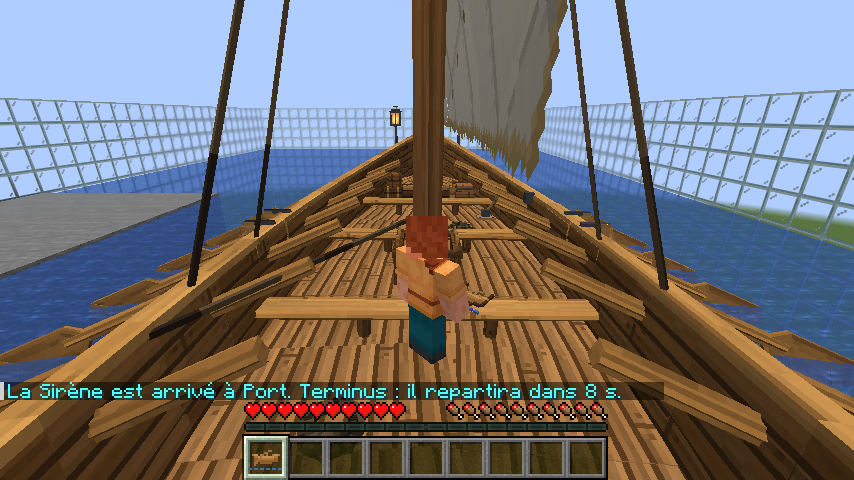 La Sirène est arrivé à Port. Terminus : il repartira dans 8 s.